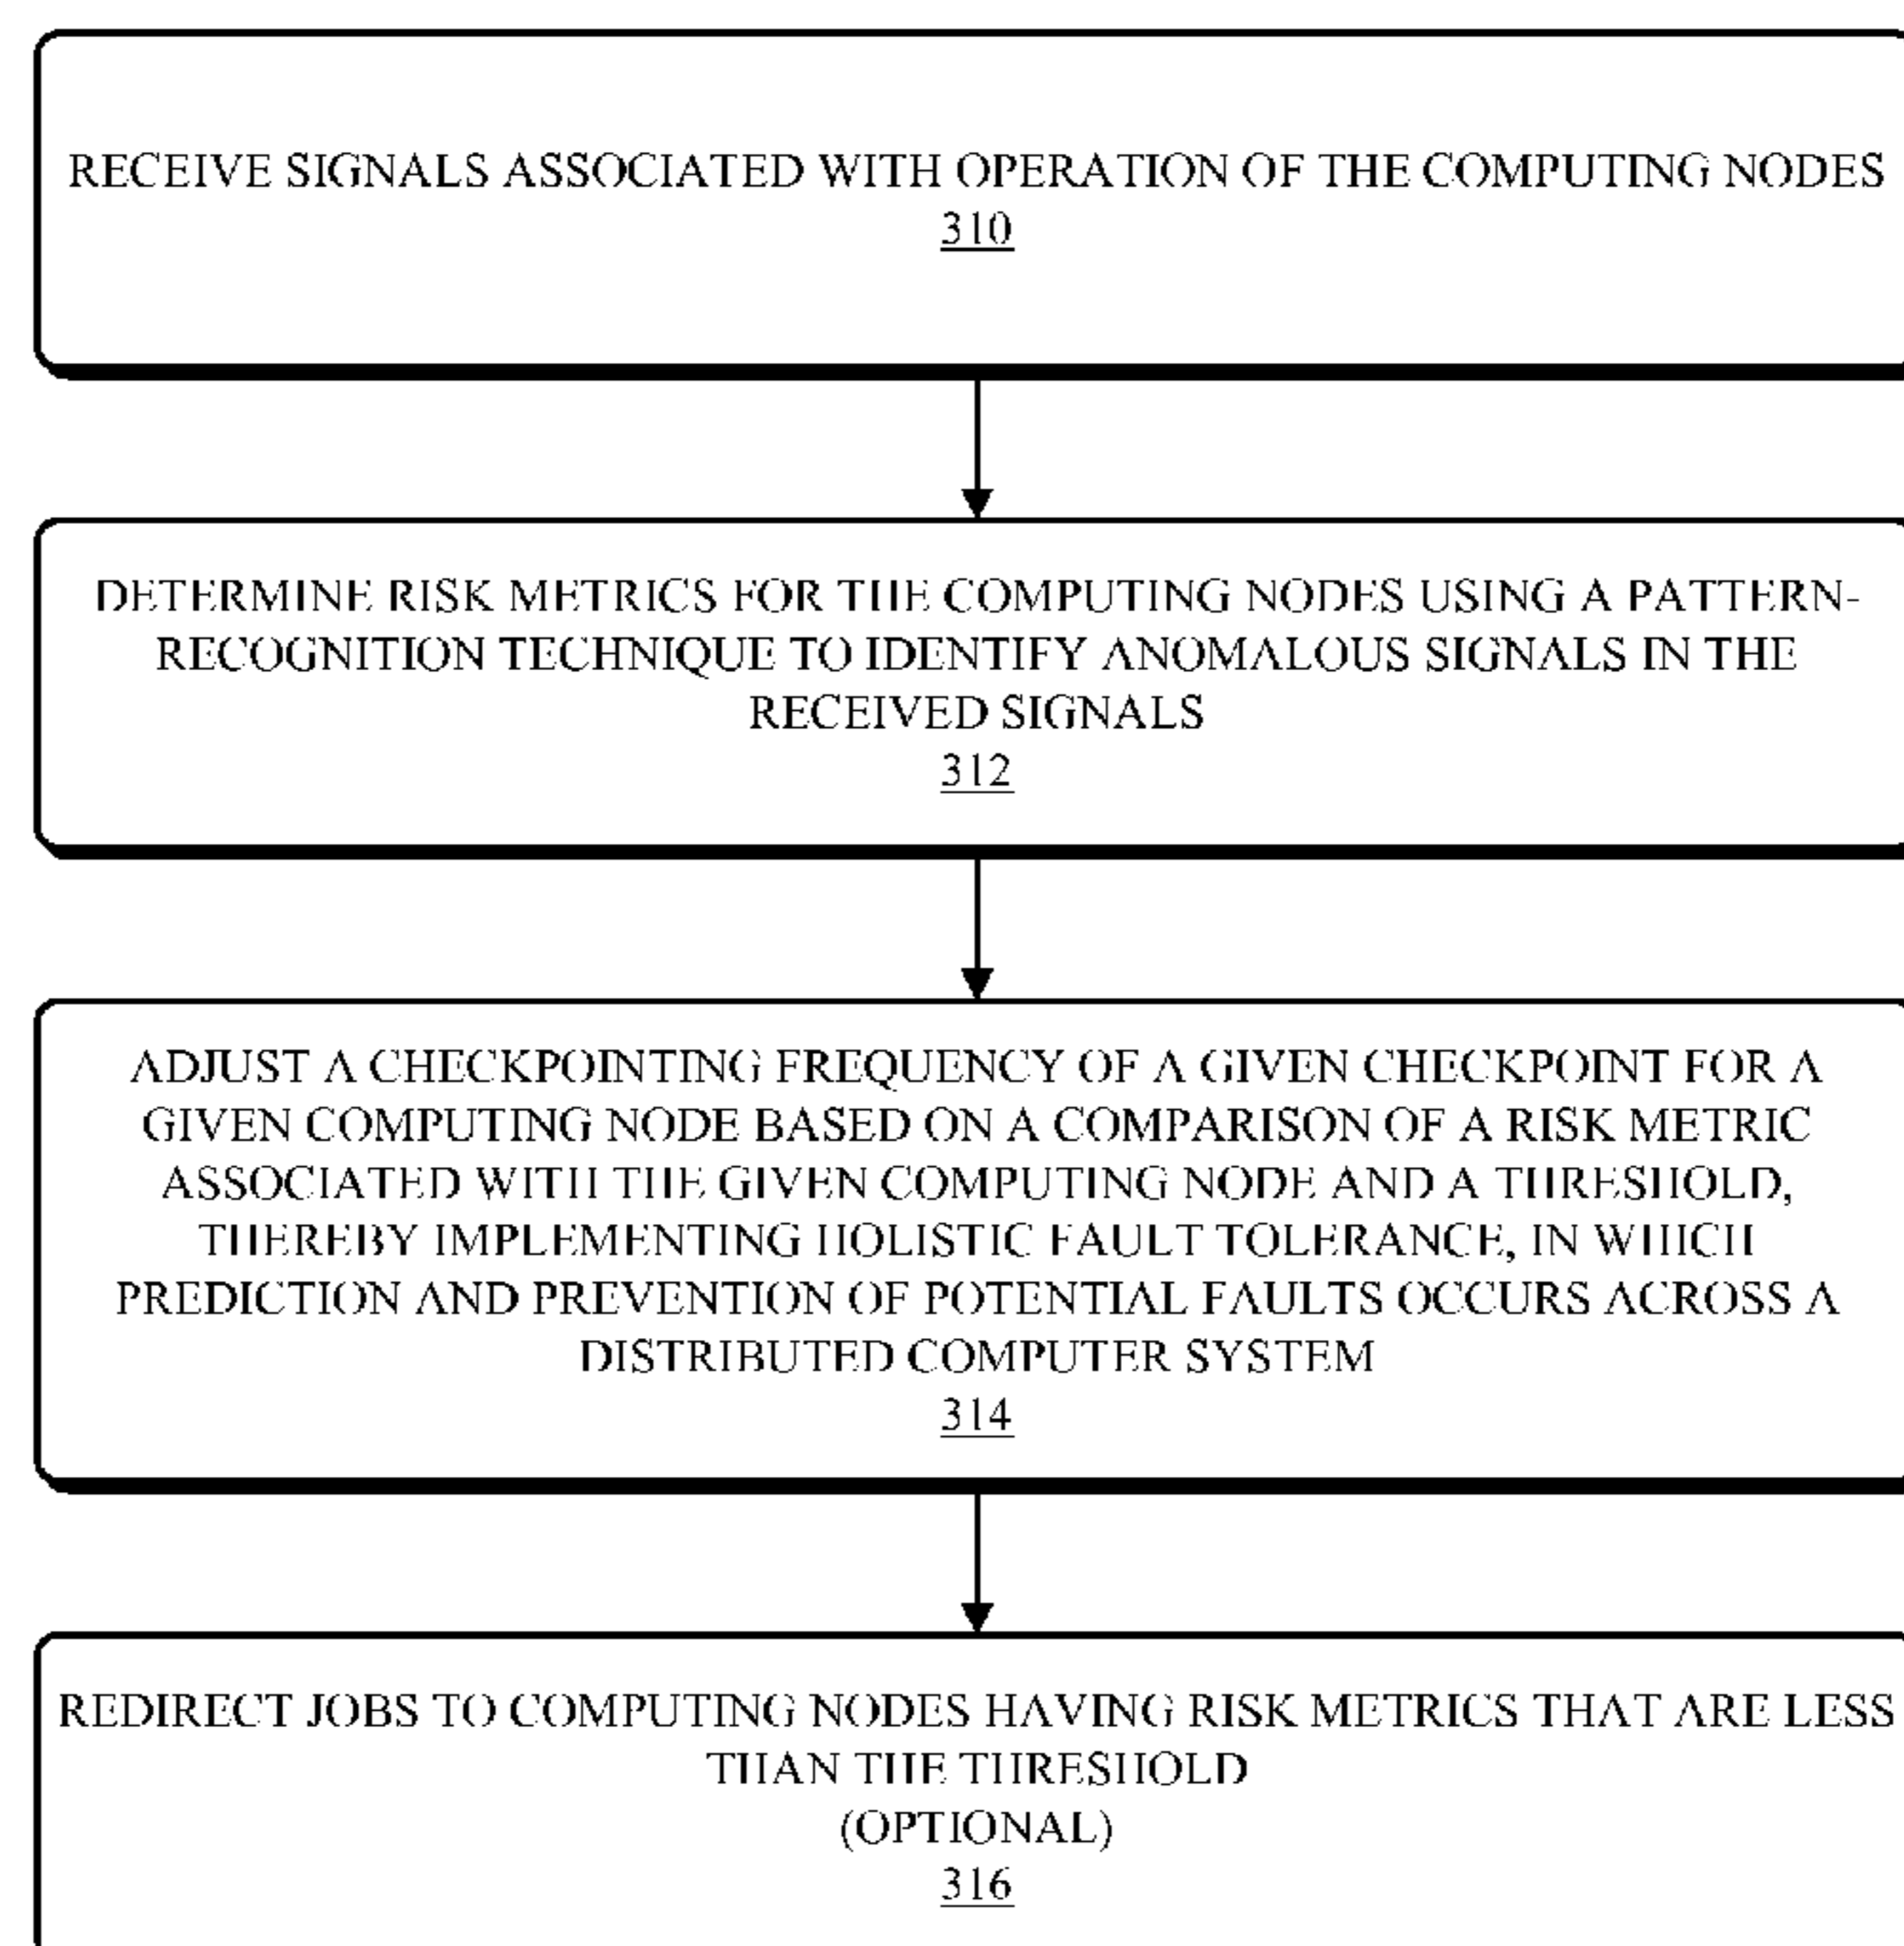 RECEIVE SIGNALS ASSOCIATED WITH OPERATION OF THE COMPUTING NODES
310
DETERMINE RISK METRICS FOR THE COMPUTING NODES USING A PATTERN-
RECOGNITION TECHNIQUE TO IDENTIFY ANOMALOUS SIGNALS IN THE
RECEIVED SIGNALS
312
ADJUST A CHECKPOINTING FREQUENCY OF A GIVEN CHECKPOINT FOR A
GIVEN COMPUTING NODE BASED ON A COMPARISON OF A RISK METRIC
ASSOCIATED WITH THE GIVEN COMPUTING NODE AND A THRESHOLD,
THEREBY IMPLEMENTING HOLISTIC FAULT TOLERANCE, IN WHICH
PREDICTION AND PREVENTION OF POTENTIAL FAULTS OCCURS ACROSS A
DISTRIBUTED COMPUTER SYSTEM
314
REDIRECT JOBS TO COMPUTING NODES HAVING RISK METRICS THAT ARE LESS
THAN THE THRESHOLD
(OPTIONAL)
316